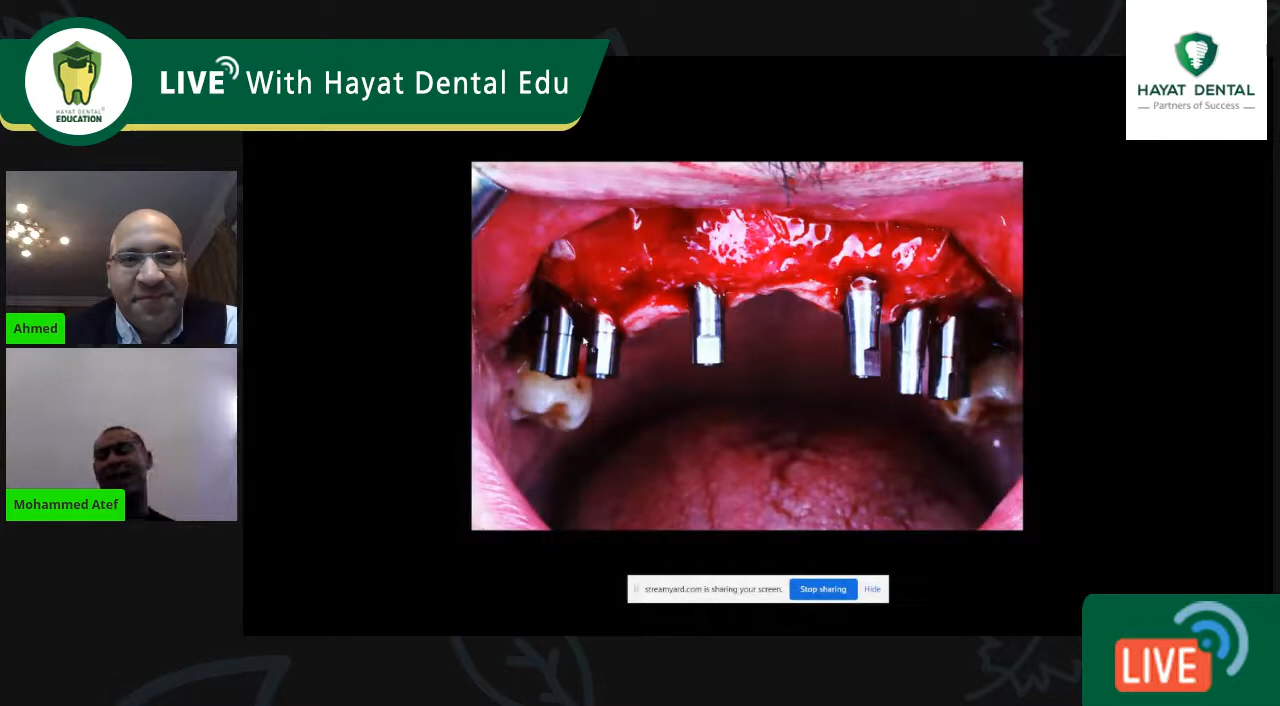 LIVE With Hayat Dental Edu
HAYAT DENTAL®
EDUCATION
HAYAT DENTAL
— Partners of Success —
Ahmed
Mohammed Atef
streamyard.com is sharing your screen.
Stop sharing
Hide
LIVE